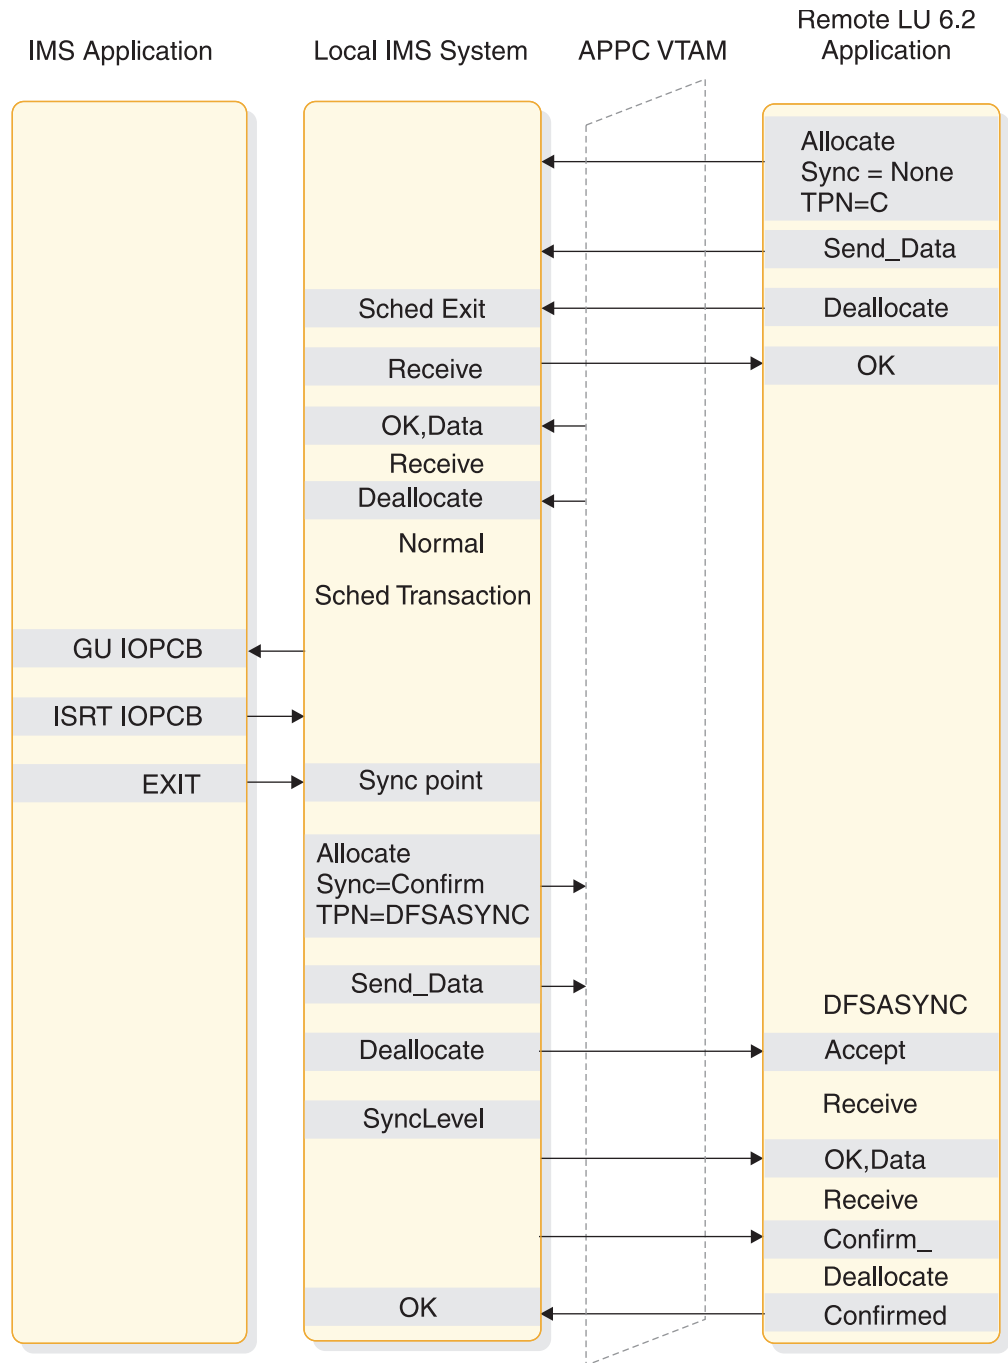 IMS Application
Local IMS System
APPC VTAM
Remote LU 6.2
Application
Allocate
Sync = None
TPN=C
Send_Data
Sched Exit
Deallocate
Receive
OK
OK,Data
Receive
Deallocate
Normal
Sched Transaction
GU IOPCB
ISRT IOPCB
EXIT
Sync point
Allocate
Sync=Confirm
TPN=DFSASYNC
Send_Data
DFSASYNC
Deallocate
Accept
Receive
SyncLevel
OK,Data
Receive
Confirm_
Deallocate
OK
Confirmed